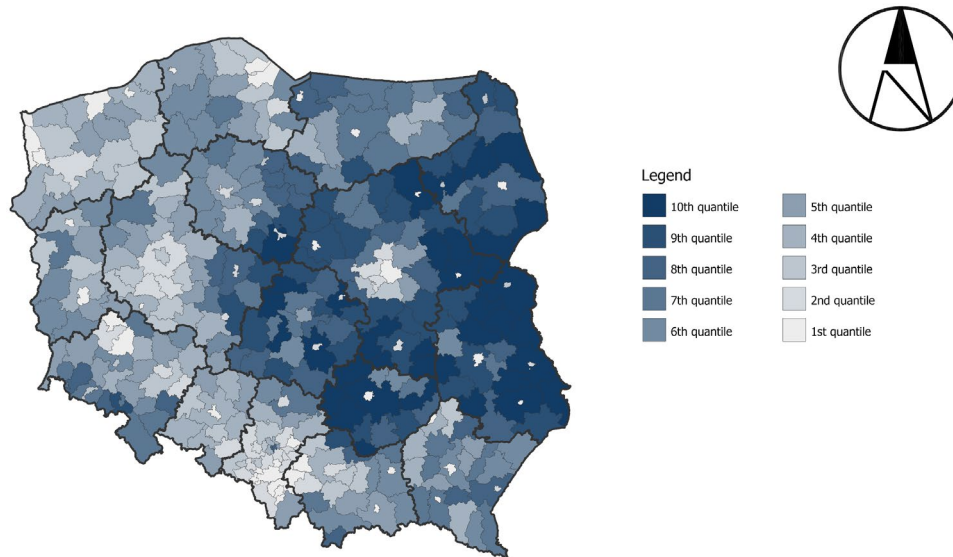 Legend
10th quantile
9th quantile
8th quantile
7th quantile
6th quantile
5th quantile
4th quantile
3rd quantile
2nd quantile
1st quantile